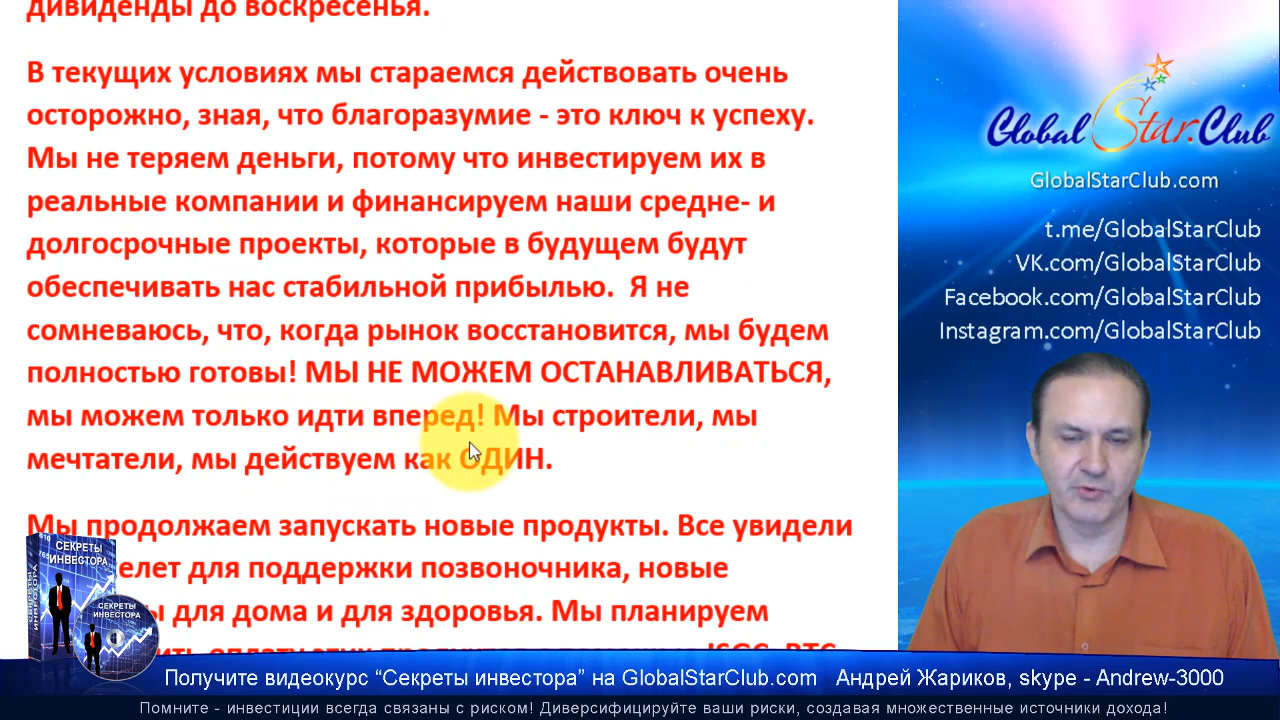 дивиденды до воскресенья.
В текущих условиях мы стараемся действовать очень
осторожно, зная, что благоразумие - это ключ к успеху.
Мы не теряем деньги, потому что инвестируем их в
реальные компании и финансируем наши средне- и
долгосрочные проекты, которые в будущем будут
обеспечивать нас стабильной прибылью.  Я не
сомневаюсь, что, когда рынок восстановится, мы будем
полностью готовы! МЫ НЕ МОЖЕМ ОСТАНАВЛИВАТЬСЯ,
мы можем только идти вперед! Мы строители, мы
мечтатели, мы действуем как ОДИН.
Мы продолжаем запускать новые продукты. Все увидели
для поддержки позвоночника, новые
для дома и для здоровья. Мы планируем
Global Star.Club
GlobalStarClub.com
t.me/GlobalStarClub
VK.com/GlobalStarClub
Facebook.com/GlobalStarClub
Instagram.com/GlobalStarClub
СЕКРЕТЫ
ИНВЕСТОРА
СЕКРЕТЫ
ИНВЕСТОРА
Получите видеокурс “Секреты инвестора” на GlobalStarClub.com   Андрей Жариков, skype - Andrew-3000
Помните - инвестиции всегда связаны с риском! Диверсифицируйте ваши риски, создавая множественные источники дохода!